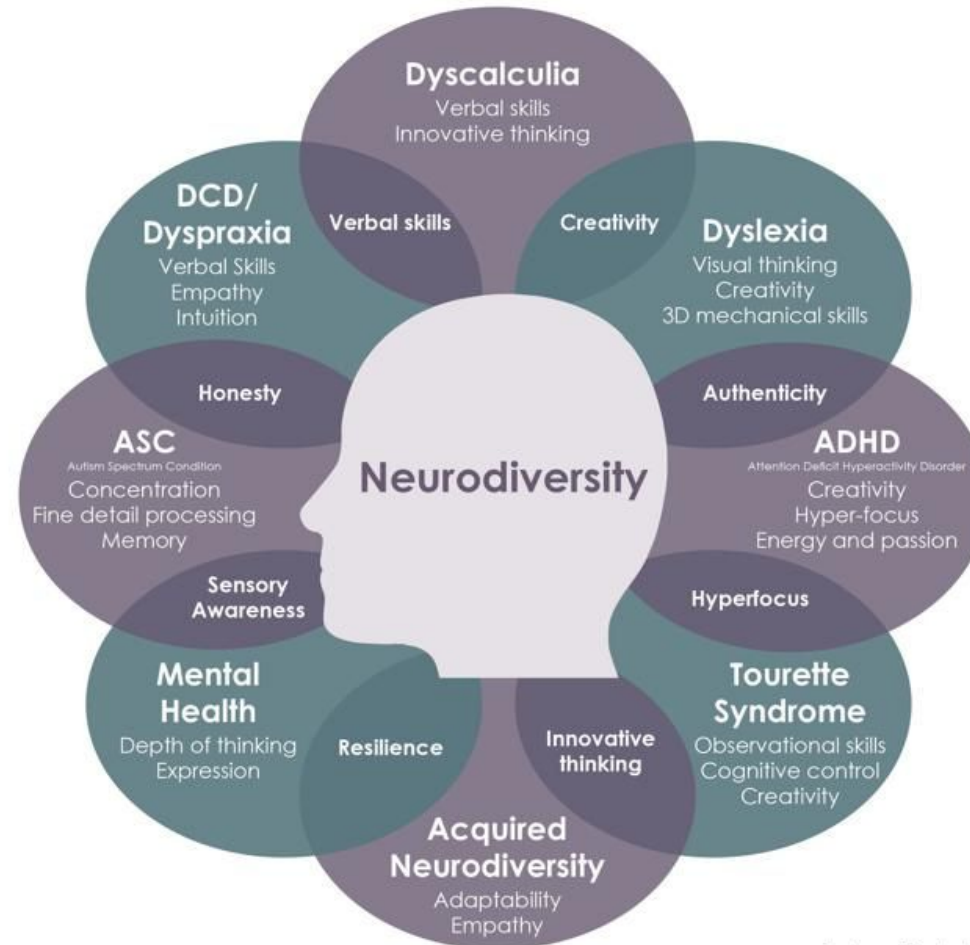 Dyscalculia
Verbal skills
Innovative thinking
DCD/
Dyspraxia
Verbal Skills
Empathy
Intuition
Verbal skills
Creativity
Dyslexia
Visual thinking
Creativity
3D mechanical skills
Honesty
Authenticity
ASC
Autism Spectrum Condition
Concentration
Fine detail processing
Memory
Neurodiversity
ADHD
Attention Deficit Hyperactivity Disorder
Creativity
Hyper-focus
Energy and passion
Sensory
Awareness
Hyperfocus
Mental
Health
Depth of thinking
Expression
Resilience
Innovative
thinking
Tourette
Syndrome
Observational skills
Cognitive control
Creativity
Acquired
Neurodiversity
Adaptability
Empathy